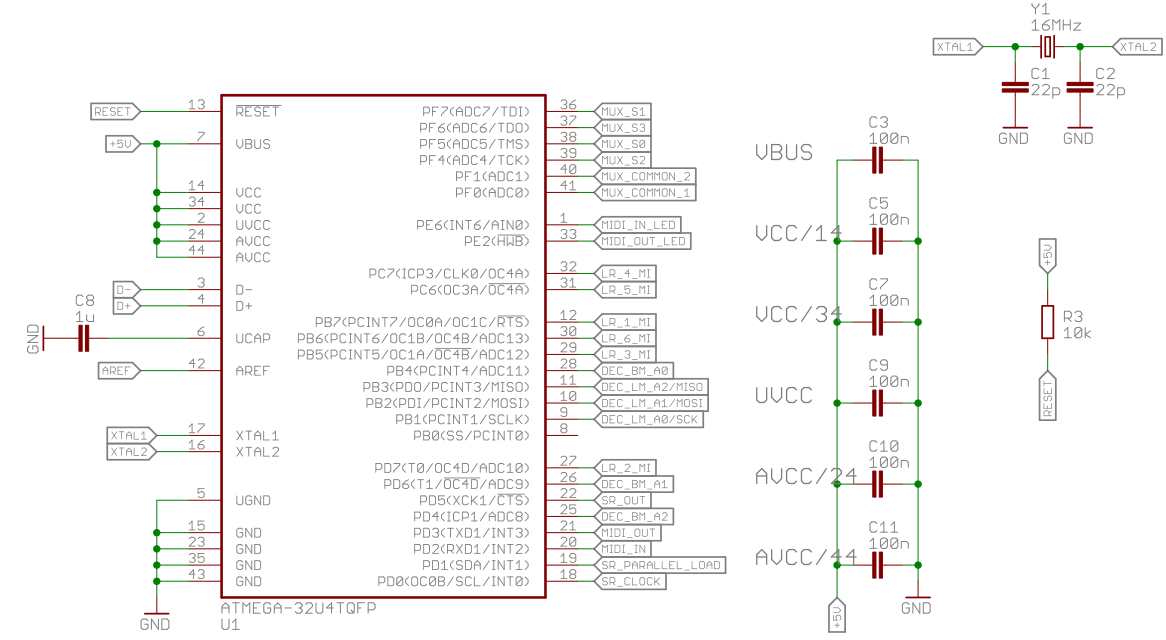 Y1
16MHz
XTAL1
XTAL2
C1
22p
C2
22p
GND
GND
RESET 13 RESET
+5V 7 VBUS
14 VCC
34 VCC
2 UVCC
24 AVCC
44 AVCC
D- 3 D-
D+ 4 D+
C8
1u
GND
6 UCAP
AREF 42 AREF
XTAL1 17 XTAL1
XTAL2 16 XTAL2
5 UGND
15 GND
23 GND
35 GND
43 GND
GND
PF7(ADC7/TDI) 36 MUX_S1
PF6(ADC6/TDO) 37 MUX_S3
PF5(ADC5/TMS) 38 MUX_S0
PF4(ADC4/TCK) 39 MUX_S2
PF1(ADC1) 40 MUX_COMMON_2
PF0(ADC0) 41 MUX_COMMON_1
PE6(INT6/AIN0) 1 MIDI_IN_LED
PE2(HWB) 33 MIDI_OUT_LED
PC7(ICP3/CLK0/OC4A) 32 LR_4_MI
PC6(OC3A/OC4A) 31 LR_5_MI
PB7(PCINT7/OC0A/OC1C/RTS) 12 LR_1_MI
PB6(PCINT6/OC1B/OC4B/ADC13) 30 LR_6_MI
PB5(PCINT5/OC1A/OC4B/ADC12) 29 LR_3_MI
PB4(PCINT4/ADC11) 28 DEC_BM_A0
PB3(PDO/PCINT3/MISO) 11 DEC_LM_A2/MISO
PB2(PDI/PCINT2/MOSI) 10 DEC_LM_A1/MOSI
PB1(PCINT1/SCLK) 9 DEC_LM_A0/SCK
PB0(SS/PCINT0) 8
PD7(T0/OC4D/ADC10) 27 LR_2_MI
PD6(T1/OC4D/ADC9) 26 DEC_BM_A1
PD5(XCK1/CTS) 22 SR_OUT
PD4(ICP1/ADC8) 25 DEC_BM_A2
PD3(TXD1/INT3) 21 MIDI_OUT
PD2(RXD1/INT2) 20 MIDI_IN
PD1(SDA/INT1) 19 SR_PARALLEL_LOAD
PD0(OC0B/SCL/INT0) 18 SR_CLOCK
ATMEGA-32U4TQFP
U1
VBUS
C3
100n
VCC/14
C5
100n
VCC/34
C7
100n
UVCC
C9
100n
AVCC/24
C10
100n
AVCC/44
C11
100n
+5V
GND
+5V
R3
10k
RESET